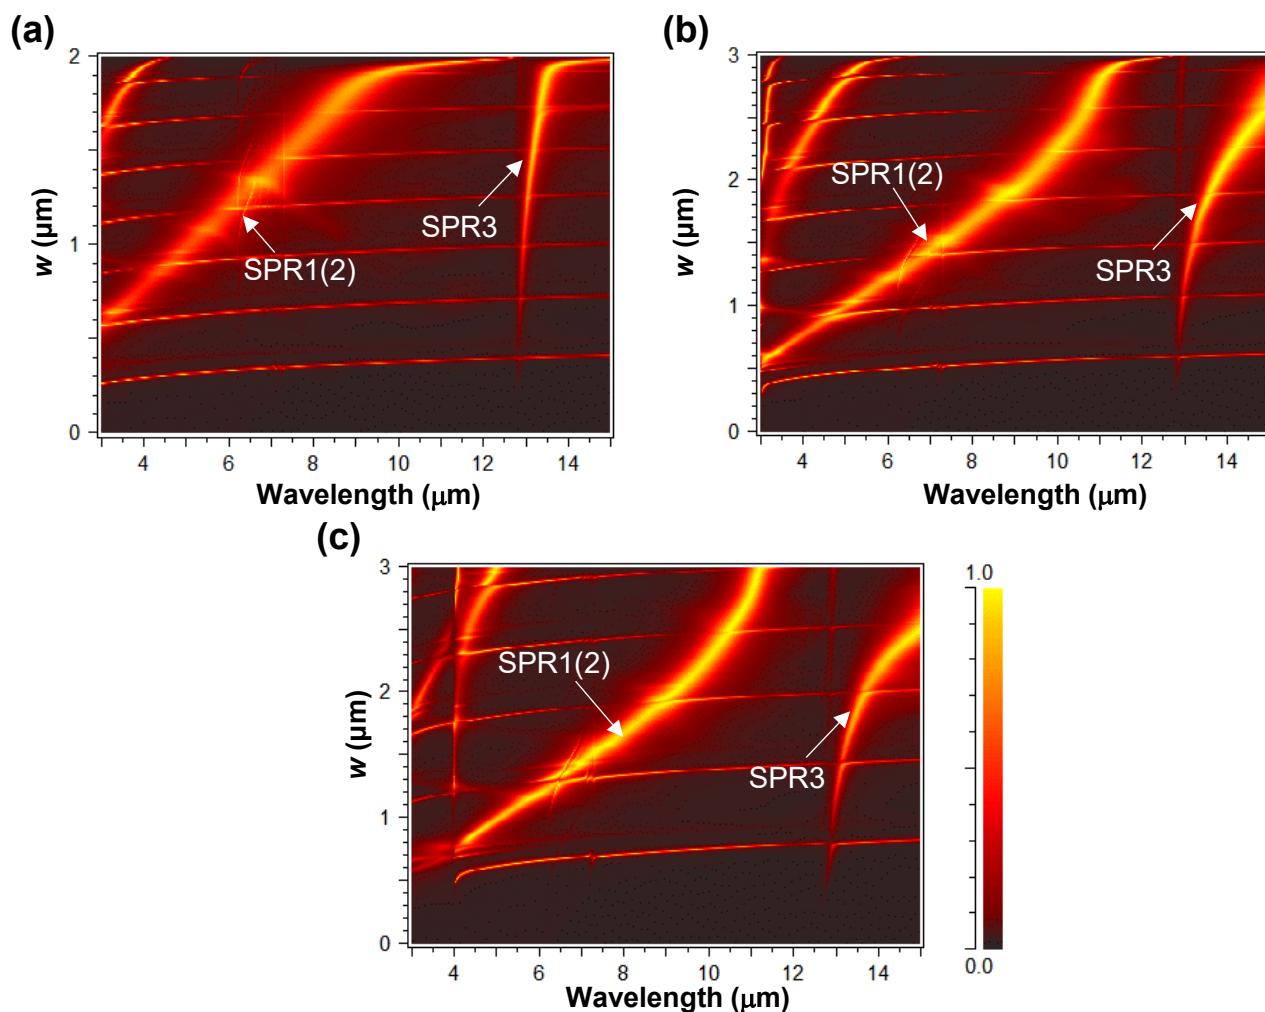 (a)
(b)
2
1
0
w (μm)
SPR1(2)
SPR3
4 6 8 10 12 14
Wavelength (μm)
3
2
1
0
w (μm)
SPR1(2)
SPR3
4 6 8 10 12 14
Wavelength (μm)
(c)
3
2
1
0
w (μm)
SPR1(2)
SPR3
4 6 8 10 12 14
Wavelength (μm)
1.0
0.0